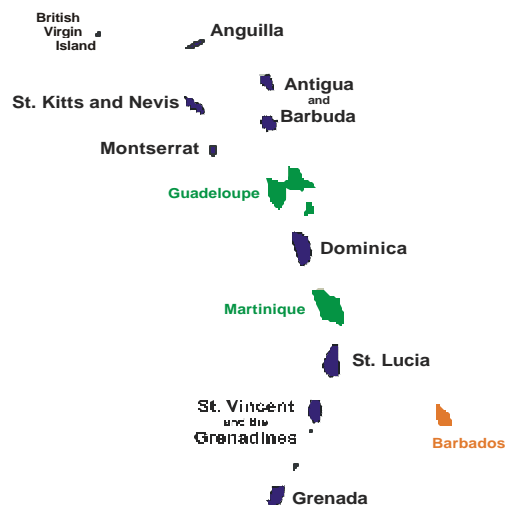 British
Virgin
Island
Anguilla
Antigua
and
Barbuda
St. Kitts and Nevis
Montserrat
Guadeloupe
Dominica
Martinique
St. Lucia
St. Vincent
and the
Grenadines
Barbados
Grenada